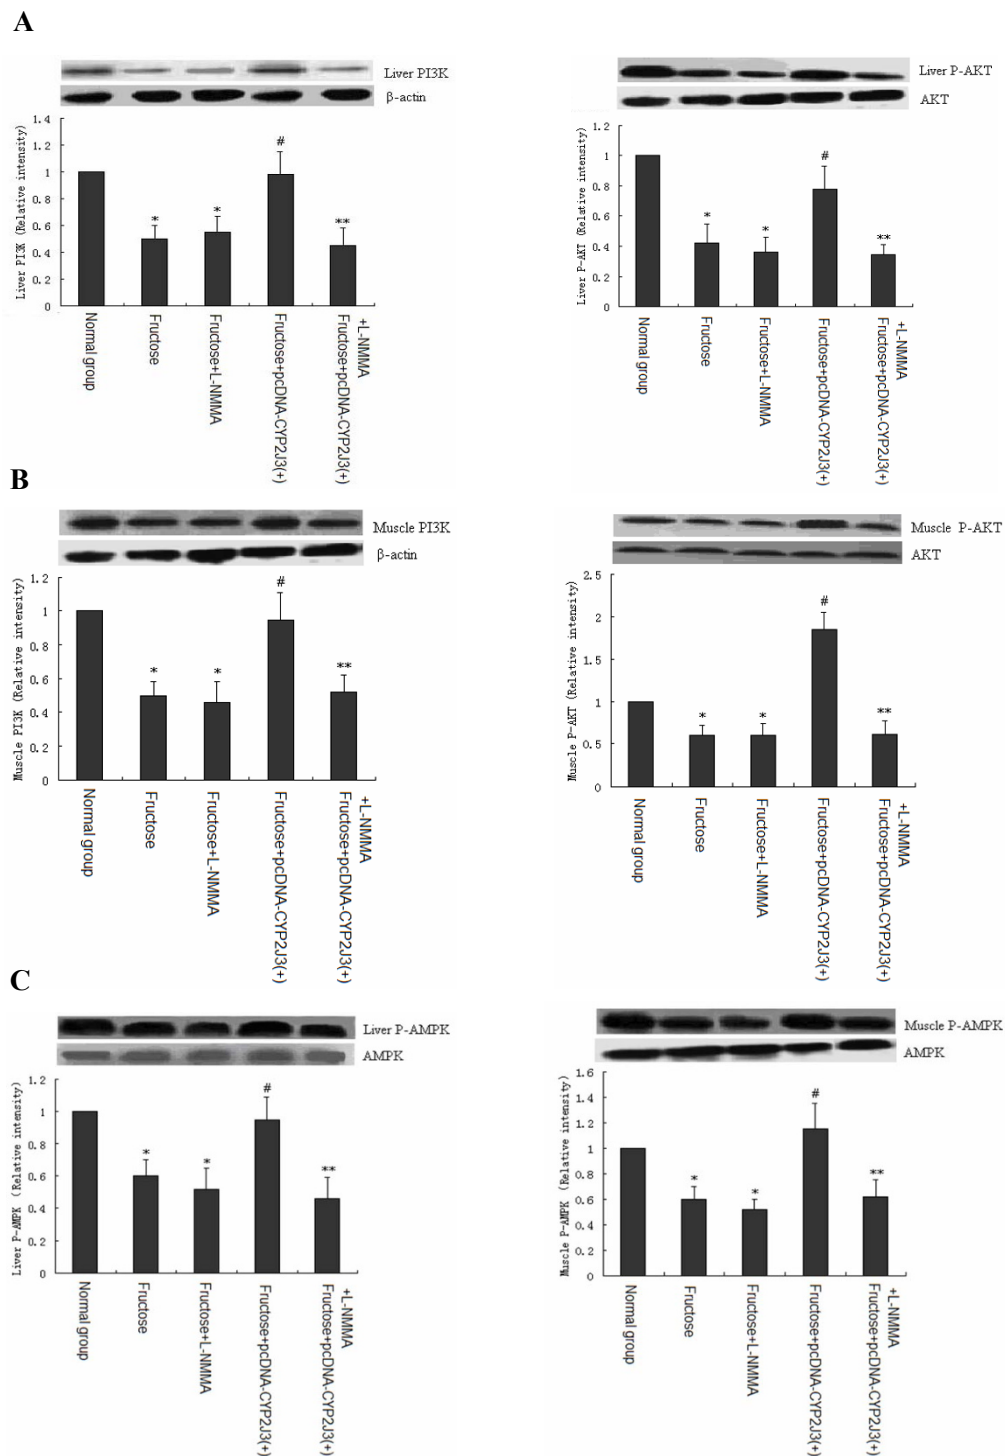 A
Liver PI3K
β-actin
Liver PI3K (Relative intensity)
1.4
1.2
1
0.8
0.6
0.4
0.2
0
*
*
#
**
Normal group
Fructose
Fructose+L-NMMA
Fructose+pcDNA-CYP2J3(+)
+L-NMMA
Fructose+pcDNA-CYP2J3(+)
Liver P-AKT
AKT
Liver P-AKT (Relative intensity)
1.2
1
0.8
0.6
0.4
0.2
0
*
*
#
**
Normal group
Fructose
Fructose+L-NMMA
Fructose+pcDNA-CYP2J3(+)
+L-NMMA
Fructose+pcDNA-CYP2J3(+)
B
Muscle PI3K
β-actin
Muscle PI3K (Relative intensity)
1.2
1
0.8
0.6
0.4
0.2
0
*
*
#
**
Normal group
Fructose
Fructose+L-NMMA
Fructose+pcDNA-CYP2J3(+)
+L-NMMA
Fructose+pcDNA-CYP2J3(+)
Muscle P-AKT
AKT
Muscle P-AKT (Relative intensity)
2.5
2
1.5
1
0.5
0
*
*
#
**
Normal group
Fructose
Fructose+L-NMMA
Fructose+pcDNA-CYP2J3(+)
+L-NMMA
Fructose+pcDNA-CYP2J3(+)
C
Liver P-AMPK
AMPK
Liver P-AMPK (Relative intensity)
1.2
1
0.8
0.6
0.4
0.2
0
*
*
#
**
Normal group
Fructose
Fructose+L-NMMA
Fructose+pcDNA-CYP2J3(+)
+L-NMMA
Fructose+pcDNA-CYP2J3(+)
Muscle P-AMPK
AMPK
Muscle P-AMPK (Relative intensity)
1.6
1.4
1.2
1
0.8
0.6
0.4
0.2
0
*
*
#
**
Normal group
Fructose
Fructose+L-NMMA
Fructose+pcDNA-CYP2J3(+)
+L-NMMA
Fructose+pcDNA-CYP2J3(+)